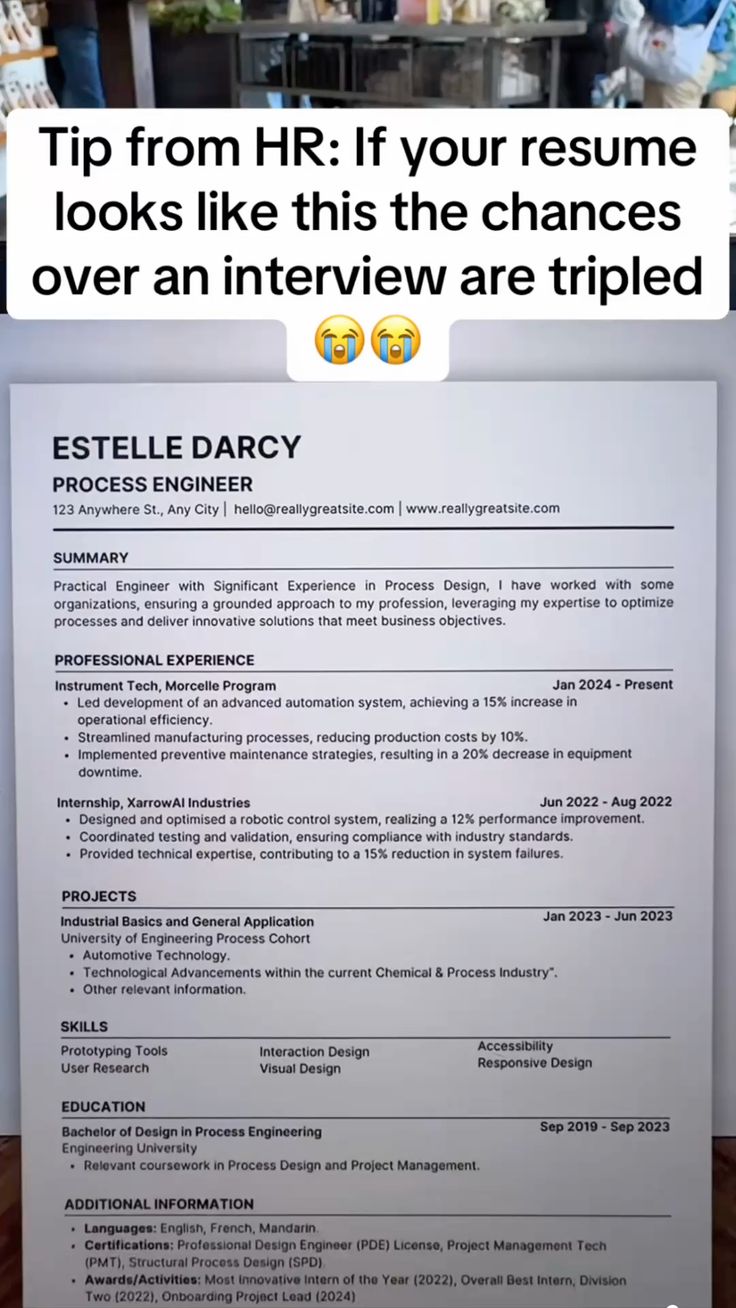 Tip from HR: If your resume
looks like this the chances
over an interview are tripled
😭😭
ESTELLE DARCY
PROCESS ENGINEER
123 Anywhere St., Any City | hello@reallygreatsite.com | www.reallygreatsite.com
SUMMARY
Practical Engineer with Significant Experience in Process Design, I have worked with some
organizations, ensuring a grounded approach to my profession, leveraging my expertise to optimize
processes and deliver innovative solutions that meet business objectives.
PROFESSIONAL EXPERIENCE
Instrument Tech, Morcelle Program Jan 2024 - Present
• Led development of an advanced automation system, achieving a 15% increase in
operational efficiency.
• Streamlined manufacturing processes, reducing production costs by 10%.
• Implemented preventive maintenance strategies, resulting in a 20% decrease in equipment
downtime.
Internship, XarrowAI Industries Jun 2022 - Aug 2022
• Designed and optimised a robotic control system, realizing a 12% performance improvement.
• Coordinated testing and validation, ensuring compliance with industry standards.
• Provided technical expertise, contributing to a 15% reduction in system failures.
PROJECTS
Industrial Basics and General Application Jan 2023 - Jun 2023
University of Engineering Process Cohort
• Automotive Technology.
• Technological Advancements within the current Chemical & Process Industry".
• Other relevant information.
SKILLS
Prototyping Tools Interaction Design Accessibility
User Research Visual Design Responsive Design
EDUCATION
Bachelor of Design in Process Engineering Sep 2019 - Sep 2023
Engineering University
• Relevant coursework in Process Design and Project Management.
ADDITIONAL INFORMATION
• Languages: English, French, Mandarin.
• Certifications: Professional Design Engineer (PDE) License, Project Management Tech
(PMT), Structural Process Design (SPD)
• Awards/Activities: Most Innovative Intern of the Year (2022), Overall Best Intern, Division
Two (2022), Onboarding Project Lead (2024)